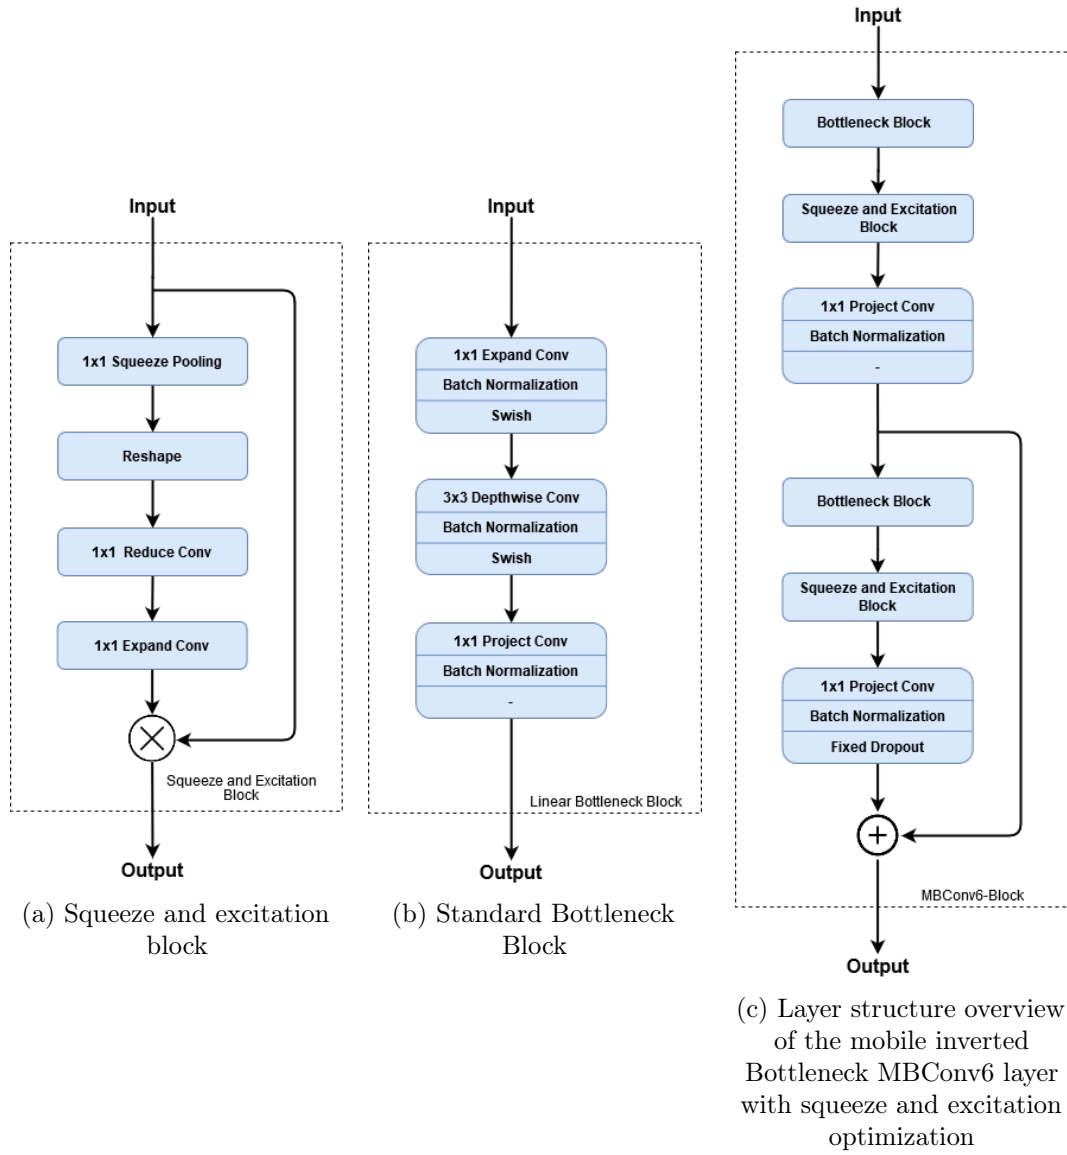 Input
1x1 Squeeze Pooling
Reshape
1x1 Reduce Conv
1x1 Expand Conv
Squeeze and Excitation
Block
Output
(a) Squeeze and excitation
block
Input
1x1 Expand Conv
Batch Normalization
Swish
3x3 Depthwise Conv
Batch Normalization
Swish
1x1 Project Conv
Batch Normalization
-
Linear Bottleneck Block
Output
(b) Standard Bottleneck
Block
Input
Bottleneck Block
Squeeze and Excitation
Block
1x1 Project Conv
Batch Normalization
-
Bottleneck Block
Squeeze and Excitation
Block
1x1 Project Conv
Batch Normalization
Fixed Dropout
+
MBConv6-Block
Output
(c) Layer structure overview
of the mobile inverted
Bottleneck MBConv6 layer
with squeeze and excitation
optimization